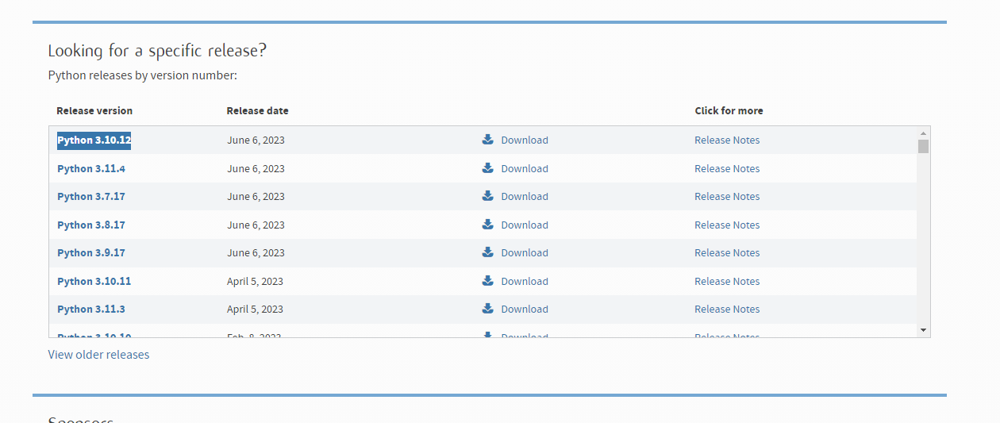 Looking for a specific release?
Python releases by version number:
Release version Release date Click for more
Python 3.10.12 June 6, 2023 Download Release Notes
Python 3.11.4 June 6, 2023 Download Release Notes
Python 3.7.17 June 6, 2023 Download Release Notes
Python 3.8.17 June 6, 2023 Download Release Notes
Python 3.9.17 June 6, 2023 Download Release Notes
Python 3.10.11 April 5, 2023 Download Release Notes
Python 3.11.3 April 5, 2023 Download Release Notes
Python 3.10.10 Feb. 8, 2023 Download Release Notes
View older releases
Sponsors